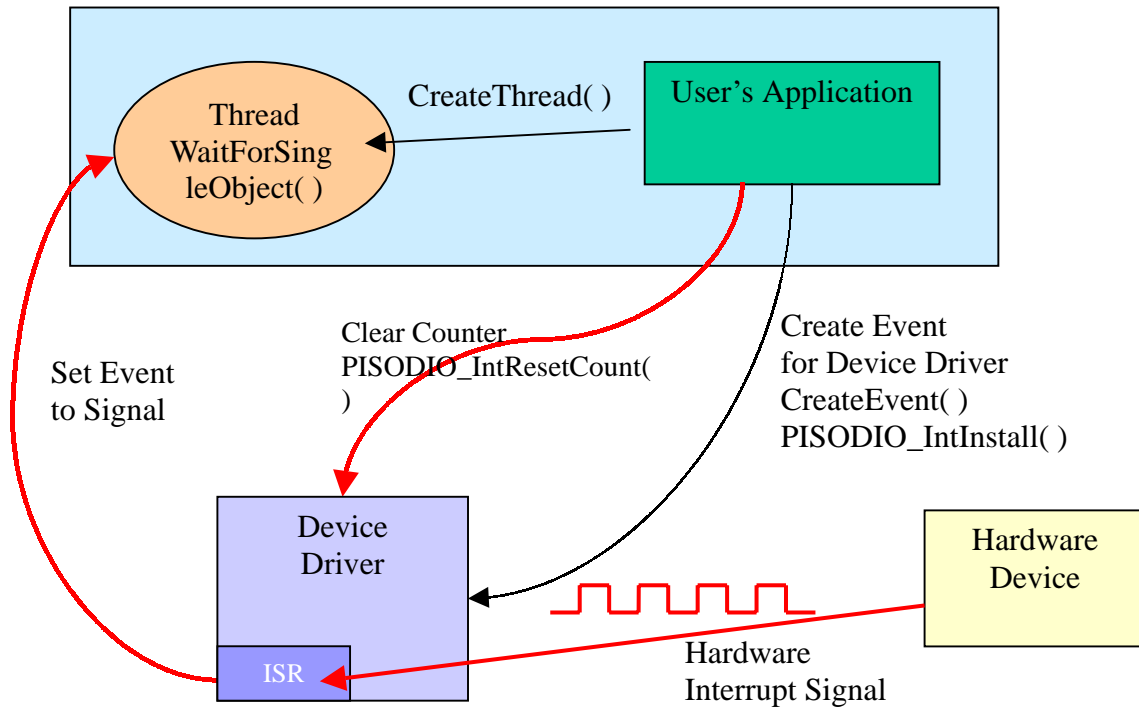 Thread
WaitForSing
leObject( )
CreateThread( )
User’s Application
Clear Counter
PISODIO_IntResetCount(
)
Create Event
for Device Driver
CreateEvent( )
PISODIO_IntInstall( )
Set Event
to Signal
Device
Driver
ISR
Hardware
Device
Hardware
Interrupt Signal